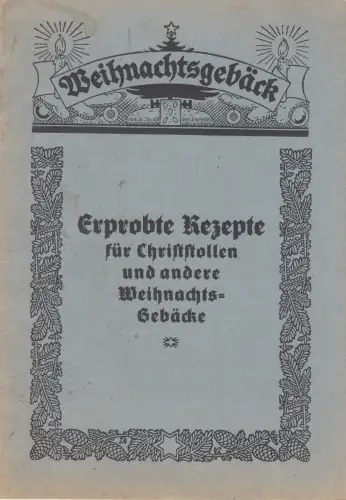 Weihnachtsgebäck
Erprobte Rezepte
für Christstollen
und andere
Weihnachts-
Gebäcke